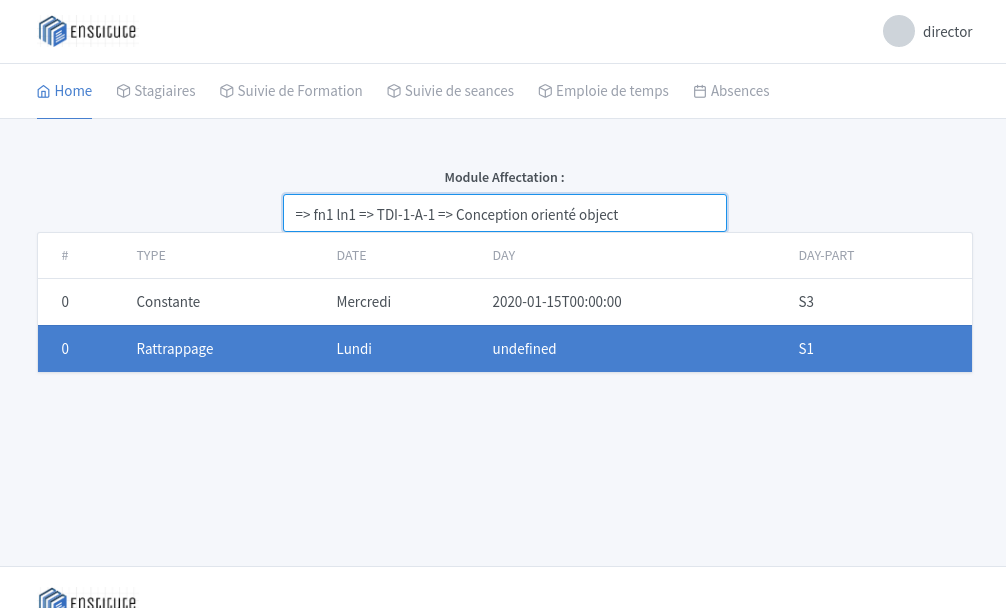 Enstitute
director
Home Stagiaires Suivie de Formation Suivie de seances Emploie de temps Absences
Module Affectation :
=> fn1 ln1 => TDI-1-A-1 => Conception orienté object
# TYPE DATE DAY DAY-PART
0 Constante Mercredi 2020-01-15T00:00:00 S3
0 Rattrappage Lundi undefined S1
Enstitute